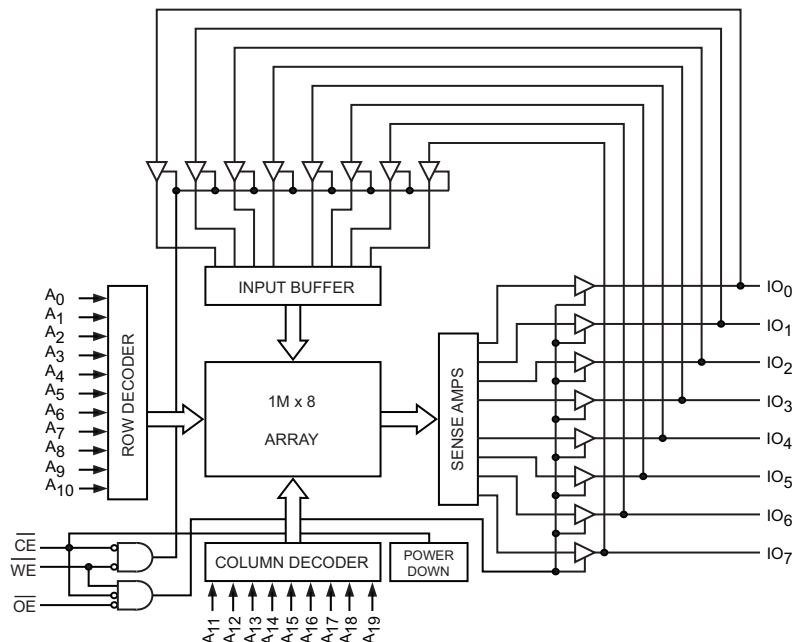 INPUT BUFFER
A0
A1
A2
A3
A4
A5
A6
A7
A8
A9
A10
ROW DECODER
1M x 8
ARRAY
SENSE AMPS
IO0
IO1
IO2
IO3
IO4
IO5
IO6
IO7
CE
WE
OE
COLUMN DECODER
POWER
DOWN
A11
A12
A13
A14
A15
A16
A17
A18
A19